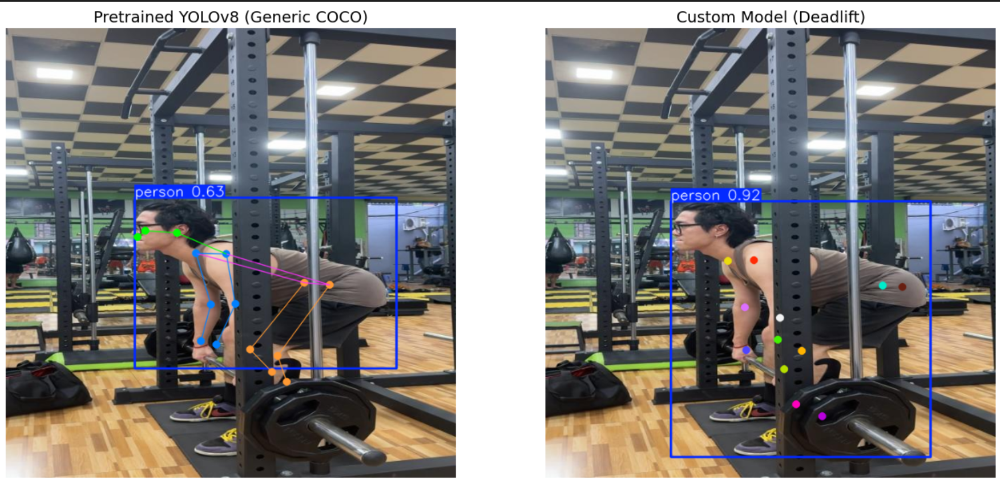 Pretrained YOLOv8 (Generic COCO)
Custom Model (Deadlift)
person 0.63
person 0.92